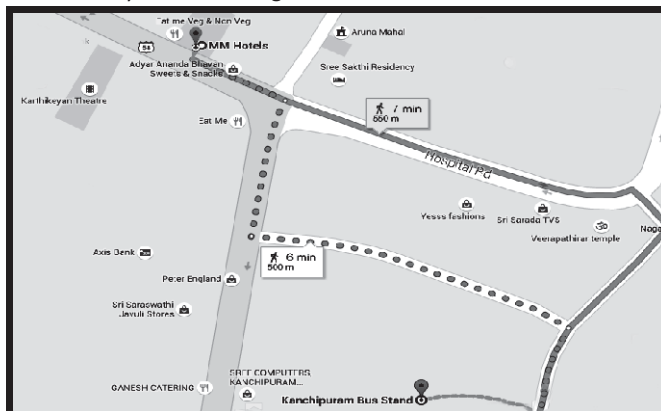 Eat me Veg & Non Veg
MM Hotels
Aruna Mahal
54
Adyar Ananda Bhavan
Sweets & Snacks
Sree Sakthi Residency
Karthikeyan Theatre
7 min
550 m
Eat Me
Hospital Rd
Yesss fashions
Sri Sarada TVS
Veerapathirar temple
Naga
Axis Bank
6 min
500 m
Peter England
Sri Saraswathi
Javuli Stores
SREE COMPUTERS,
KANCHIPURAM...
GANESH CATERING
Kanchipuram Bus Stand